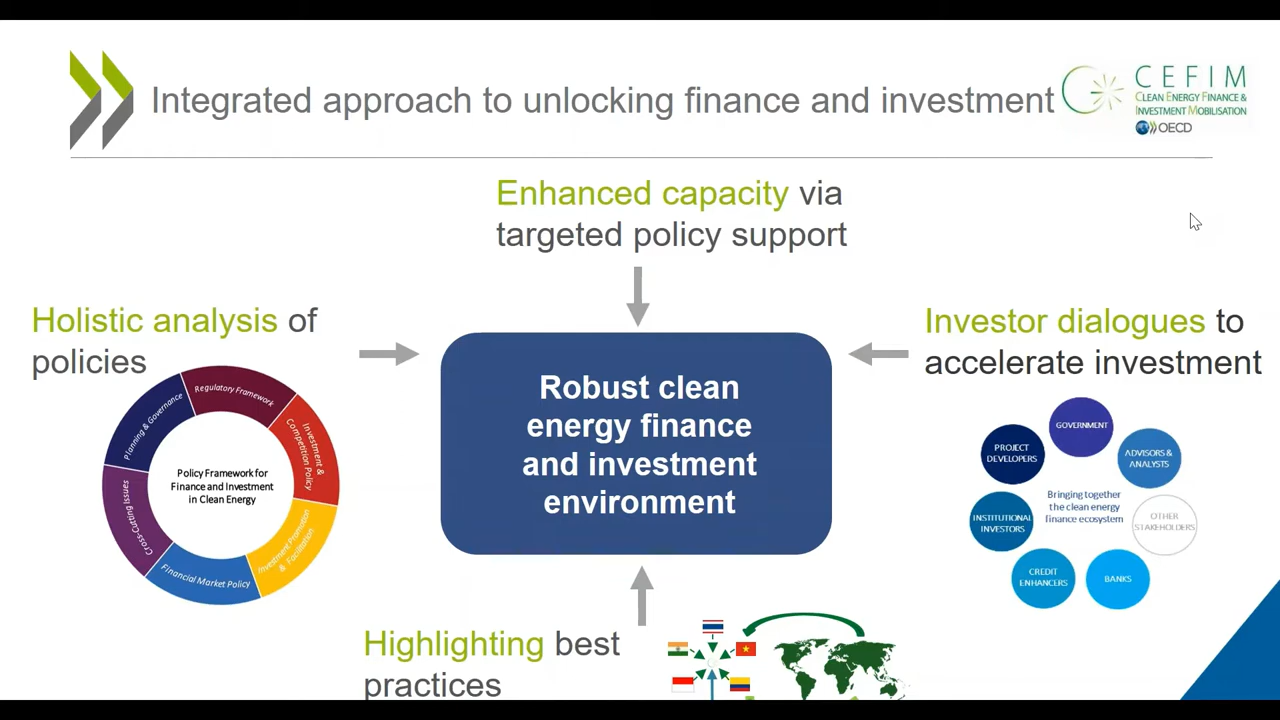 Integrated approach to unlocking finance and investment
CEFIM
CLEAN ENERGY FINANCE &
INVESTMENT MOBILISATION
OECD
Enhanced capacity via
targeted policy support
Holistic analysis of
policies
Planning & Governance
Regulatory Framework
Investment &
Competition Policy
Investment Promotion
& Facilitation
Financial Market Policy
Cross-Cutting Issues
Policy Framework for
Finance and Investment
in Clean Energy
Robust clean
energy finance
and investment
environment
Investor dialogues to
accelerate investment
GOVERNMENT
PROJECT
DEVELOPERS
ADVISORS &
ANALYSTS
Bringing together
the clean energy
finance ecosystem
INSTITUTIONAL
INVESTORS
OTHER
STAKEHOLDERS
CREDIT
ENHANCERS
BANKS
Highlighting best
practices